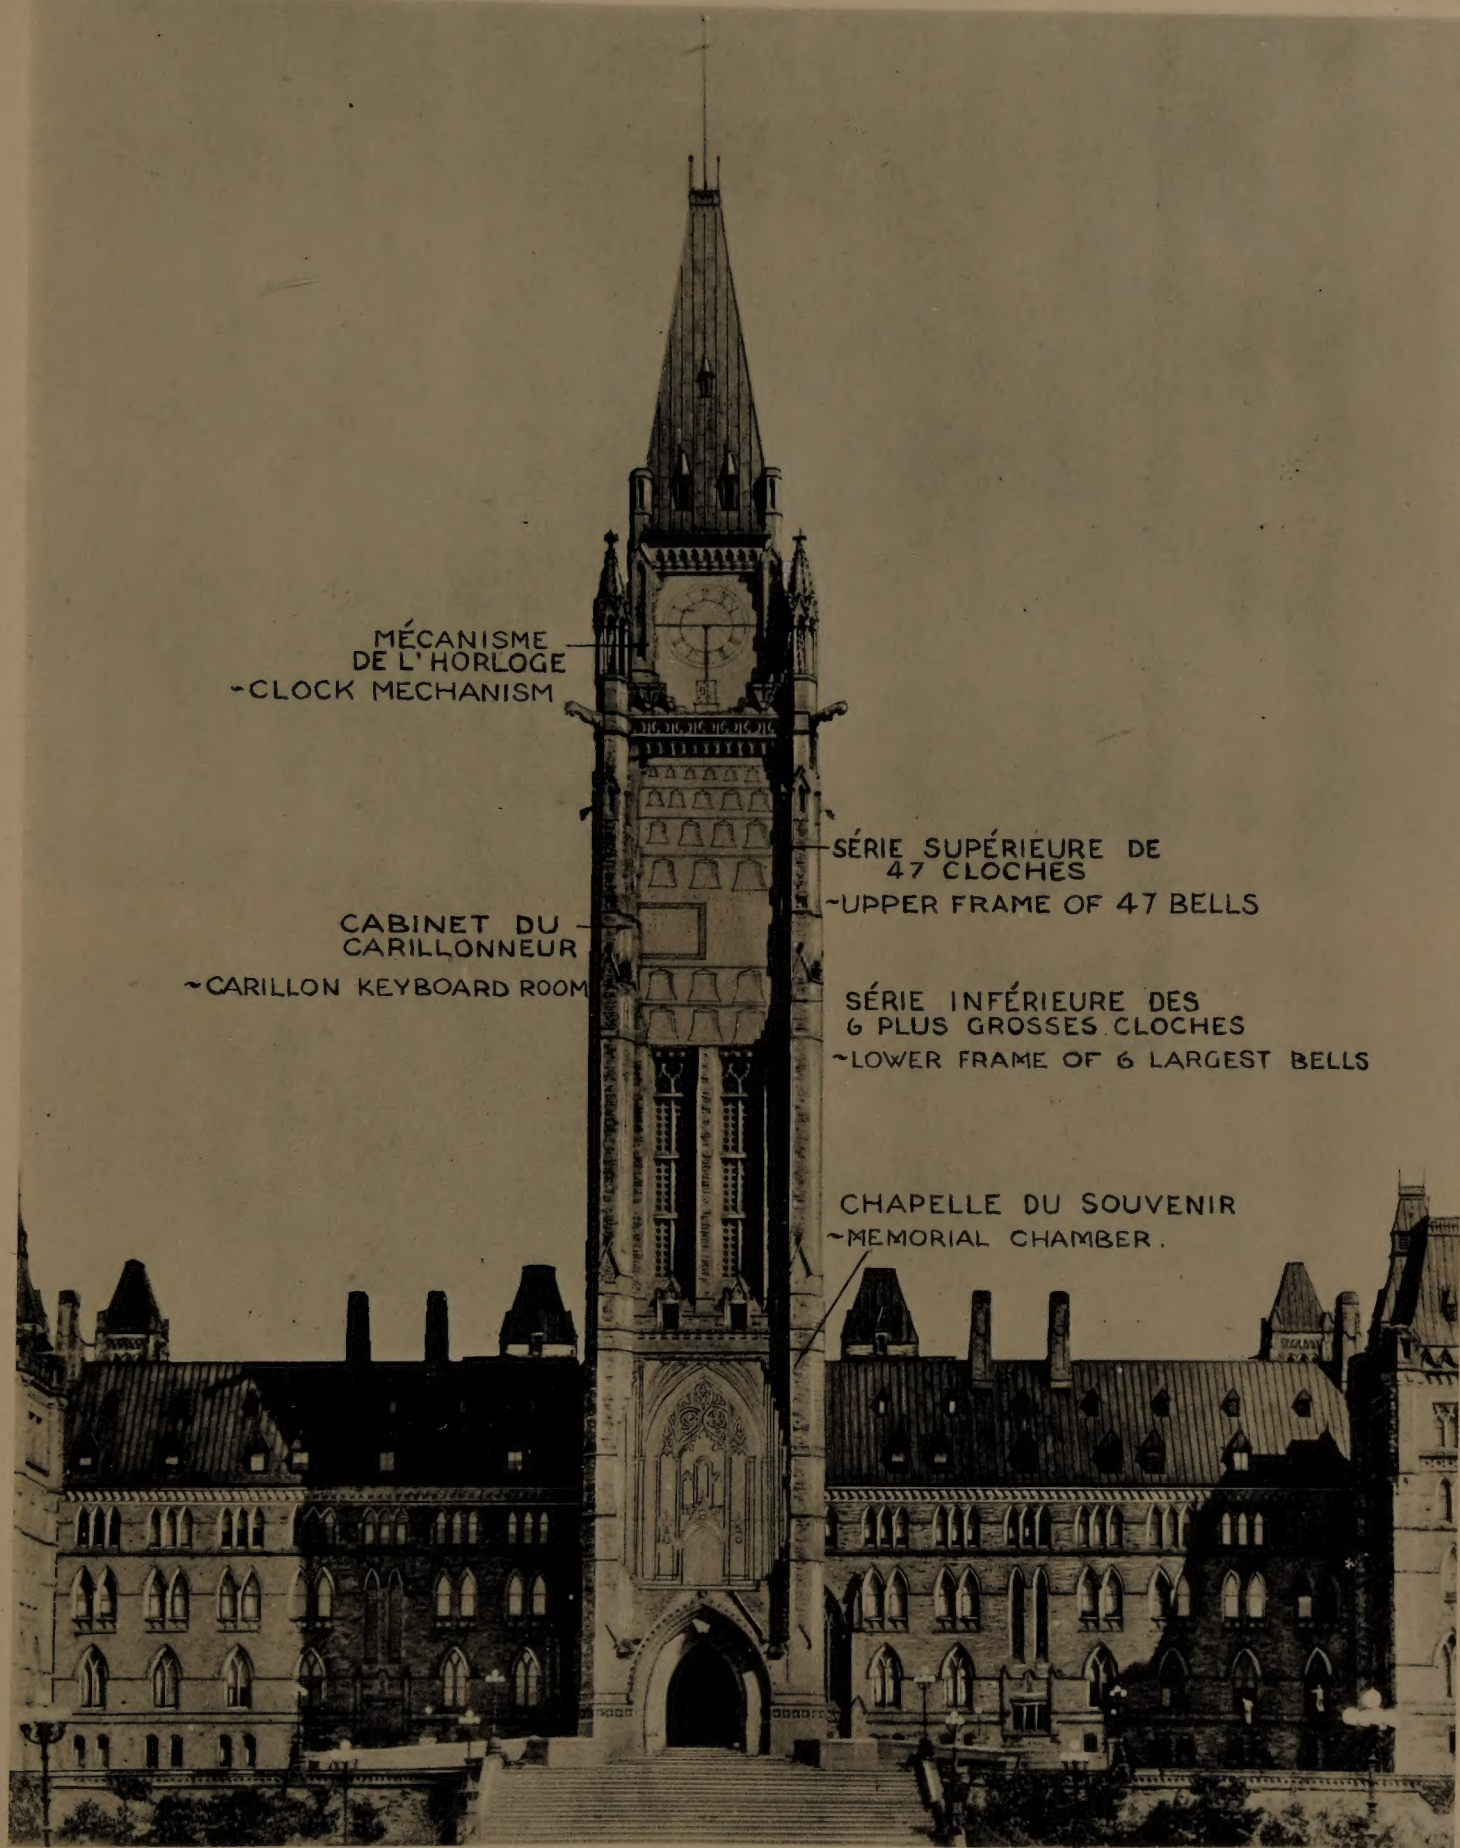 MÉCANISME
DE L'HORLOGE
~CLOCK MECHANISM
SÉRIE SUPÉRIEURE DE
47 CLOCHES
~UPPER FRAME OF 47 BELLS
CABINET DU
CARILLONNEUR
~CARILLON KEYBOARD ROOM
SÉRIE INFÉRIEURE DES
6 PLUS GROSSES CLOCHES
~LOWER FRAME OF 6 LARGEST BELLS
CHAPELLE DU SOUVENIR
~MEMORIAL CHAMBER.